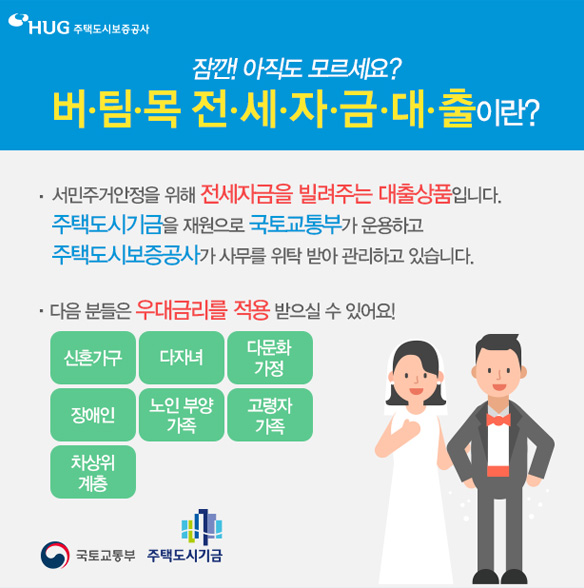 HUG 주택도시보증공사
잠깐! 아직도 모르세요?
버·팀·목 전·세·자·금·대·출이란?
· 서민주거안정을 위해 전세자금을 빌려주는 대출상품입니다.
주택도시기금을 재원으로 국토교통부가 운용하고
주택도시보증공사가 사무를 위탁 받아 관리하고 있습니다.
· 다음 분들은 우대금리를 적용 받으실 수 있어요!
신혼가구
다자녀
다문화
가정
장애인
노인 부양
가족
고령자
가족
차상위
계층
국토교통부
주택도시기금